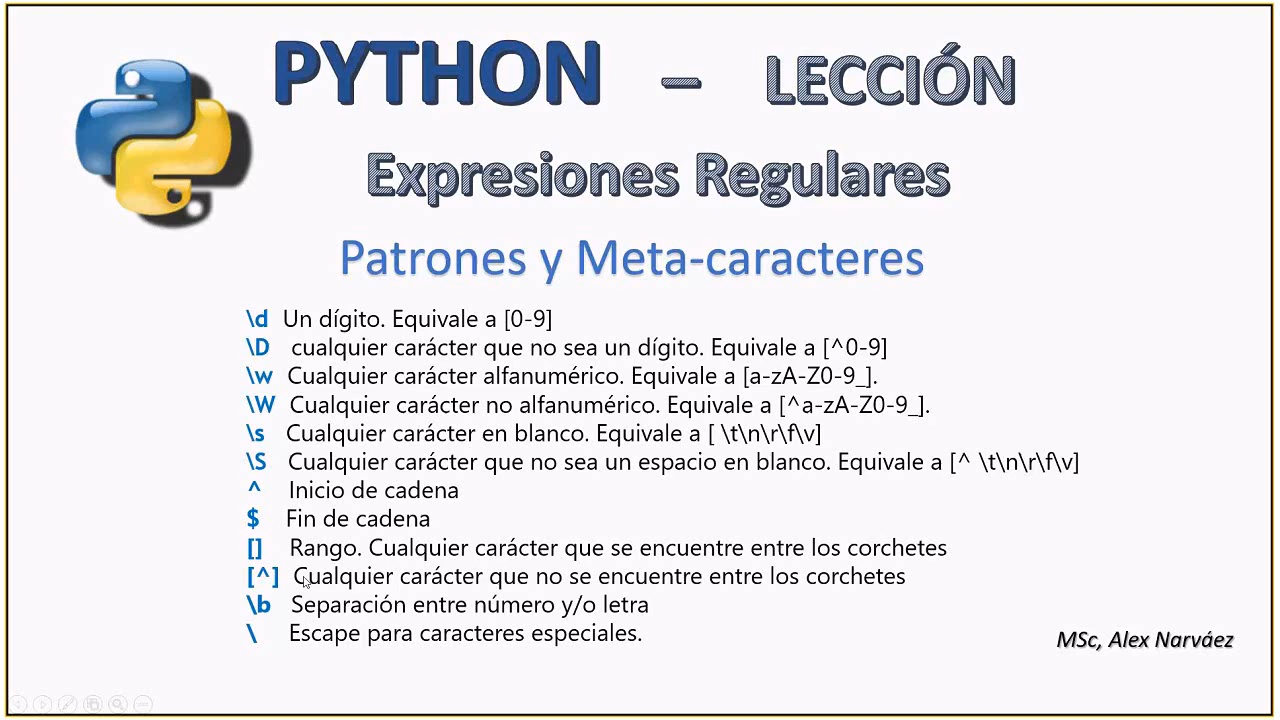 PYTHON – LECCIÓN
Expresiones Regulares
Patrones y Meta-caracteres
\d Un dígito. Equivale a [0-9]
\D cualquier carácter que no sea un dígito. Equivale a [^0-9]
\w Cualquier carácter alfanumérico. Equivale a [a-zA-Z0-9_].
\W Cualquier carácter no alfanumérico. Equivale a [^a-zA-Z0-9_].
\s Cualquier carácter en blanco. Equivale a [ \t\n\r\f\v]
\S Cualquier carácter que no sea un espacio en blanco. Equivale a [^ \t\n\r\f\v]
^ Inicio de cadena
$ Fin de cadena
[] Rango. Cualquier carácter que se encuentre entre los corchetes
[^] Cualquier carácter que no se encuentre entre los corchetes
\b Separación entre número y/o letra
\ Escape para caracteres especiales.
MSc, Alex Narváez